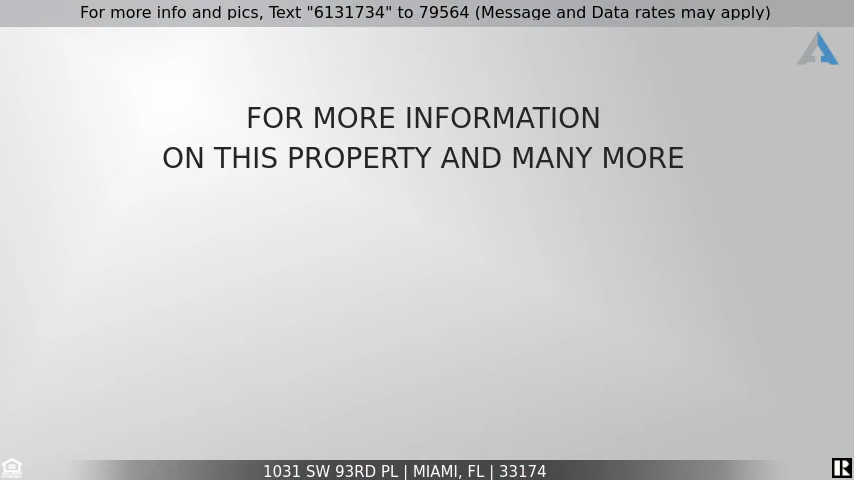 For more info and pics, Text "6131734" to 79564 (Message and Data rates may apply)
FOR MORE INFORMATION
ON THIS PROPERTY AND MANY MORE
1031 SW 93RD PL | MIAMI, FL | 33174